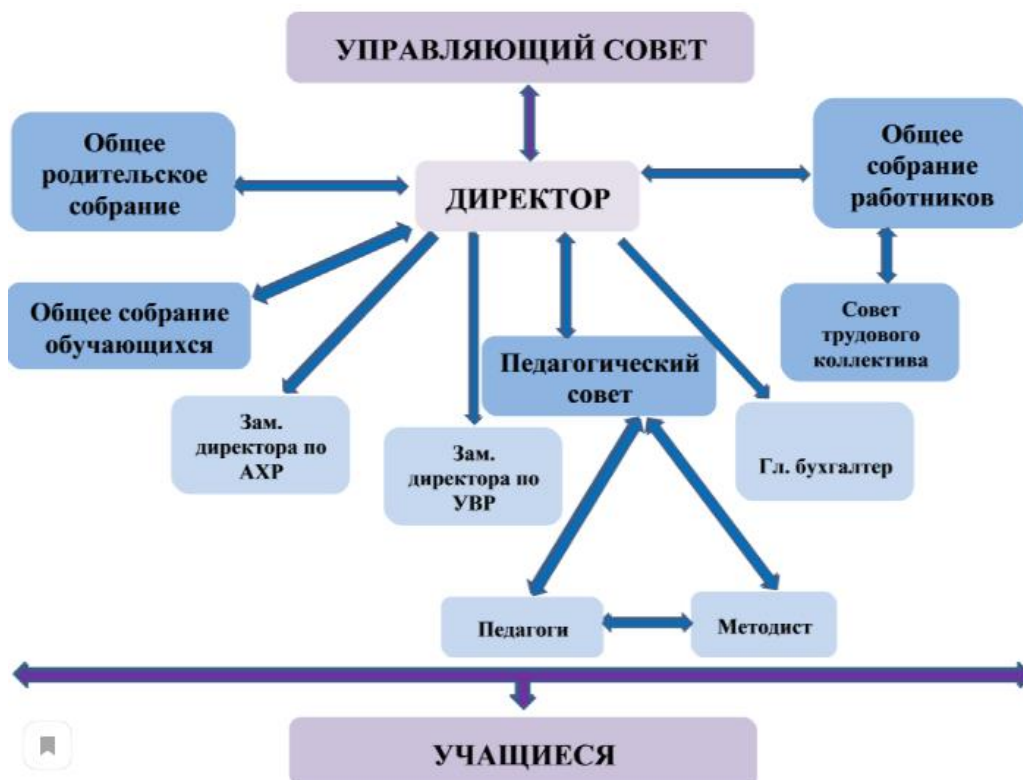 УПРАВЛЯЮЩИЙ СОВЕТ
Общее
родительское
собрание
ДИРЕКТОР
Общее
собрание
работников
Общее собрание
обучающихся
Совет
трудового
коллектива
Педагогический
совет
Зам.
директора по
АХР
Зам.
директора по
УВР
Гл. бухгалтер
Педагоги
Методист
УЧАЩИЕСЯ